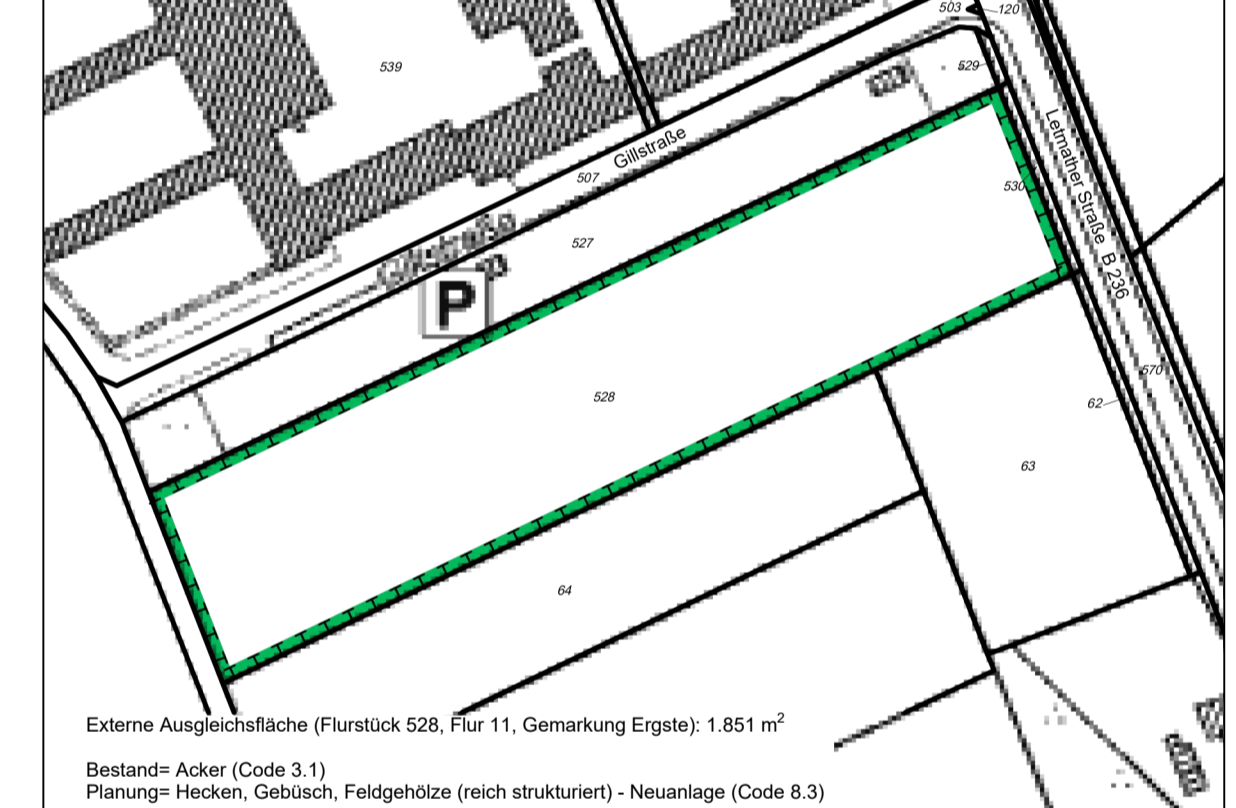 503
120
539
529
Letmather Straße B 236
Gillstraße
507
530
527
Gillstraße
P
570
528
62
63
64
Externe Ausgleichsfläche (Flurstück 528, Flur 11, Gemarkung Ergste): 1.851 m²
Bestand= Acker (Code 3.1)
Planung= Hecken, Gebüsch, Feldgehölze (reich strukturiert) - Neuanlage (Code 8.3)